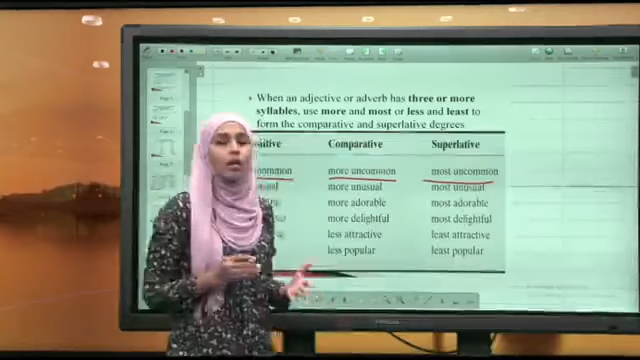 When an adjective or adverb has three or more
syllables, use more and most or less and least to
form the comparative and superlative degrees
Comparative Superlative
more uncommon most uncommon
more unusual most unusual
more adorable most adorable
more delightful most delightful
less attractive least attractive
less popular least popular